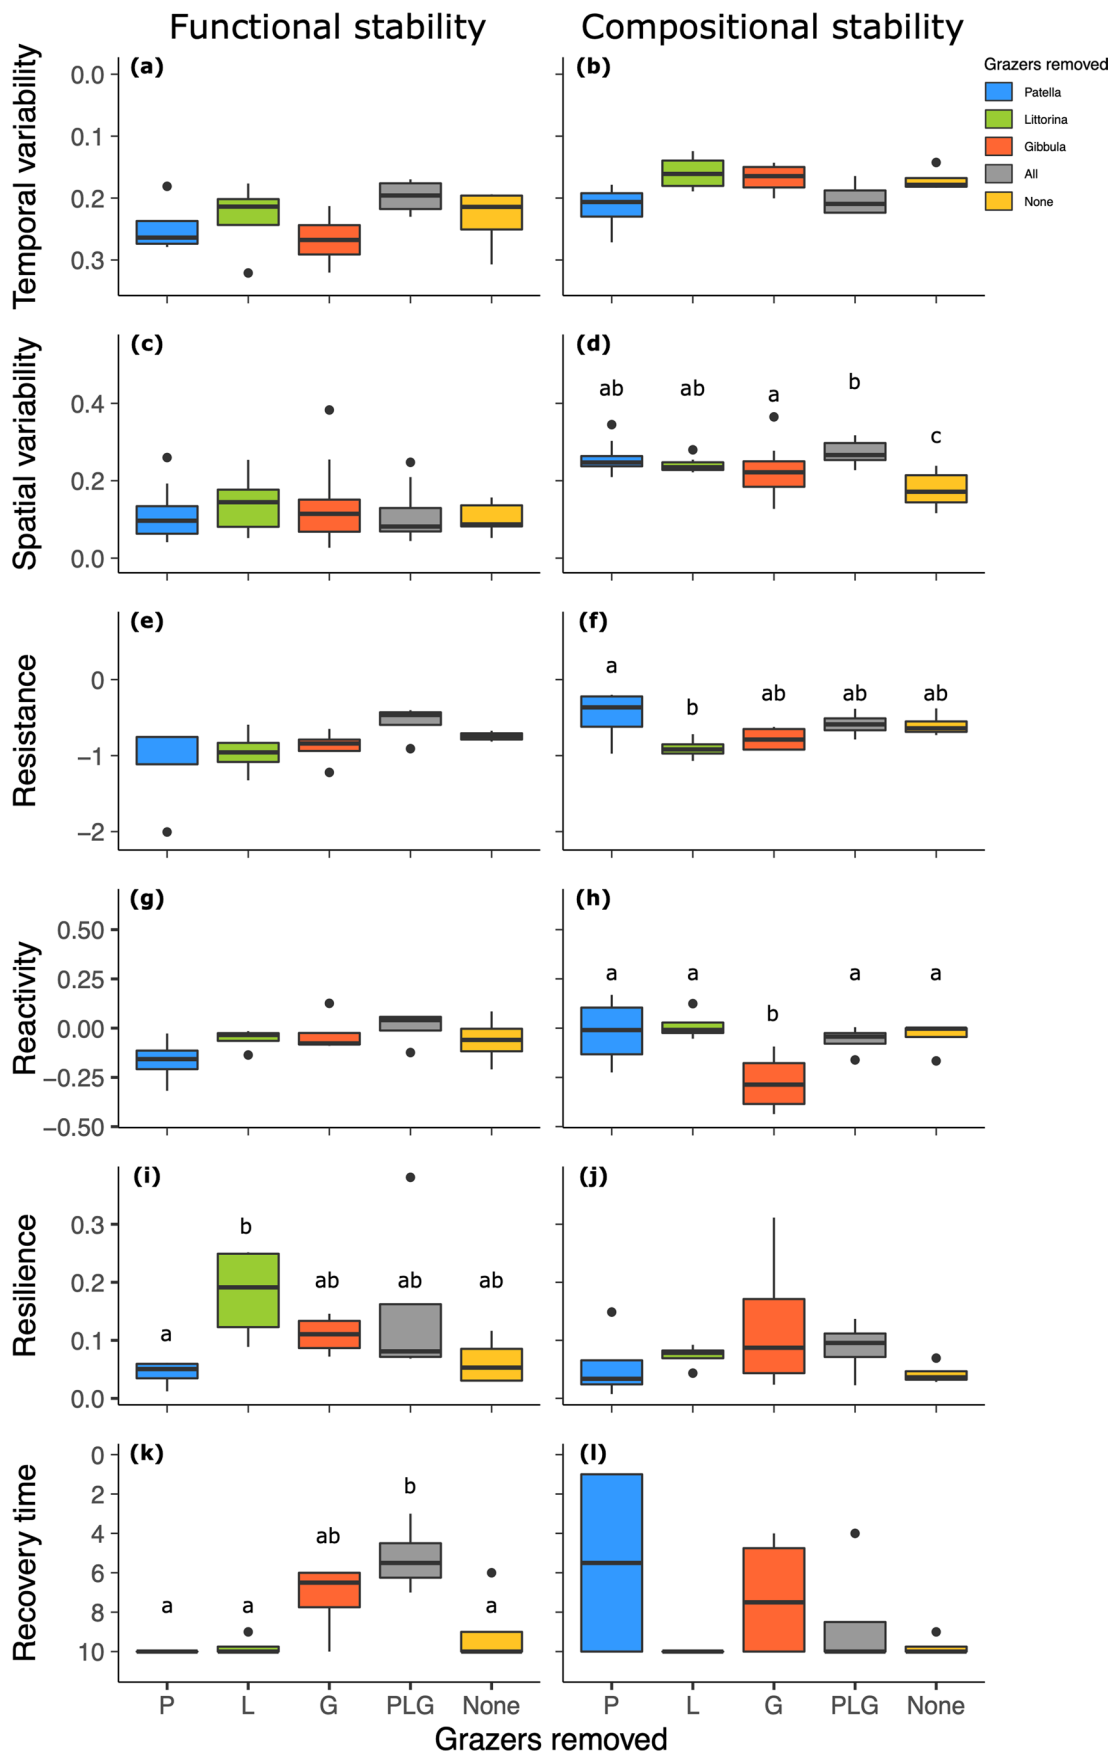 Functional stability Compositional stability
Grazers removed
Patella
Littorina
Gibbula
All
None
Temporal variability
(a) (b)
0.0
0.1
0.2
0.3
Spatial variability
(c) (d)
ab ab a b c
0.4
0.2
0.0
Resistance
(e) (f)
a b ab ab ab
0
−1
−2
Reactivity
(g) (h)
a a b a a
0.50
0.25
0.00
−0.25
−0.50
Resilience
(i) (j)
a b ab ab ab
0.3
0.2
0.1
0.0
Recovery time
(k) (l)
a a ab b a
0
2
4
6
8
10
P L G PLG None P L G PLG None
Grazers removed